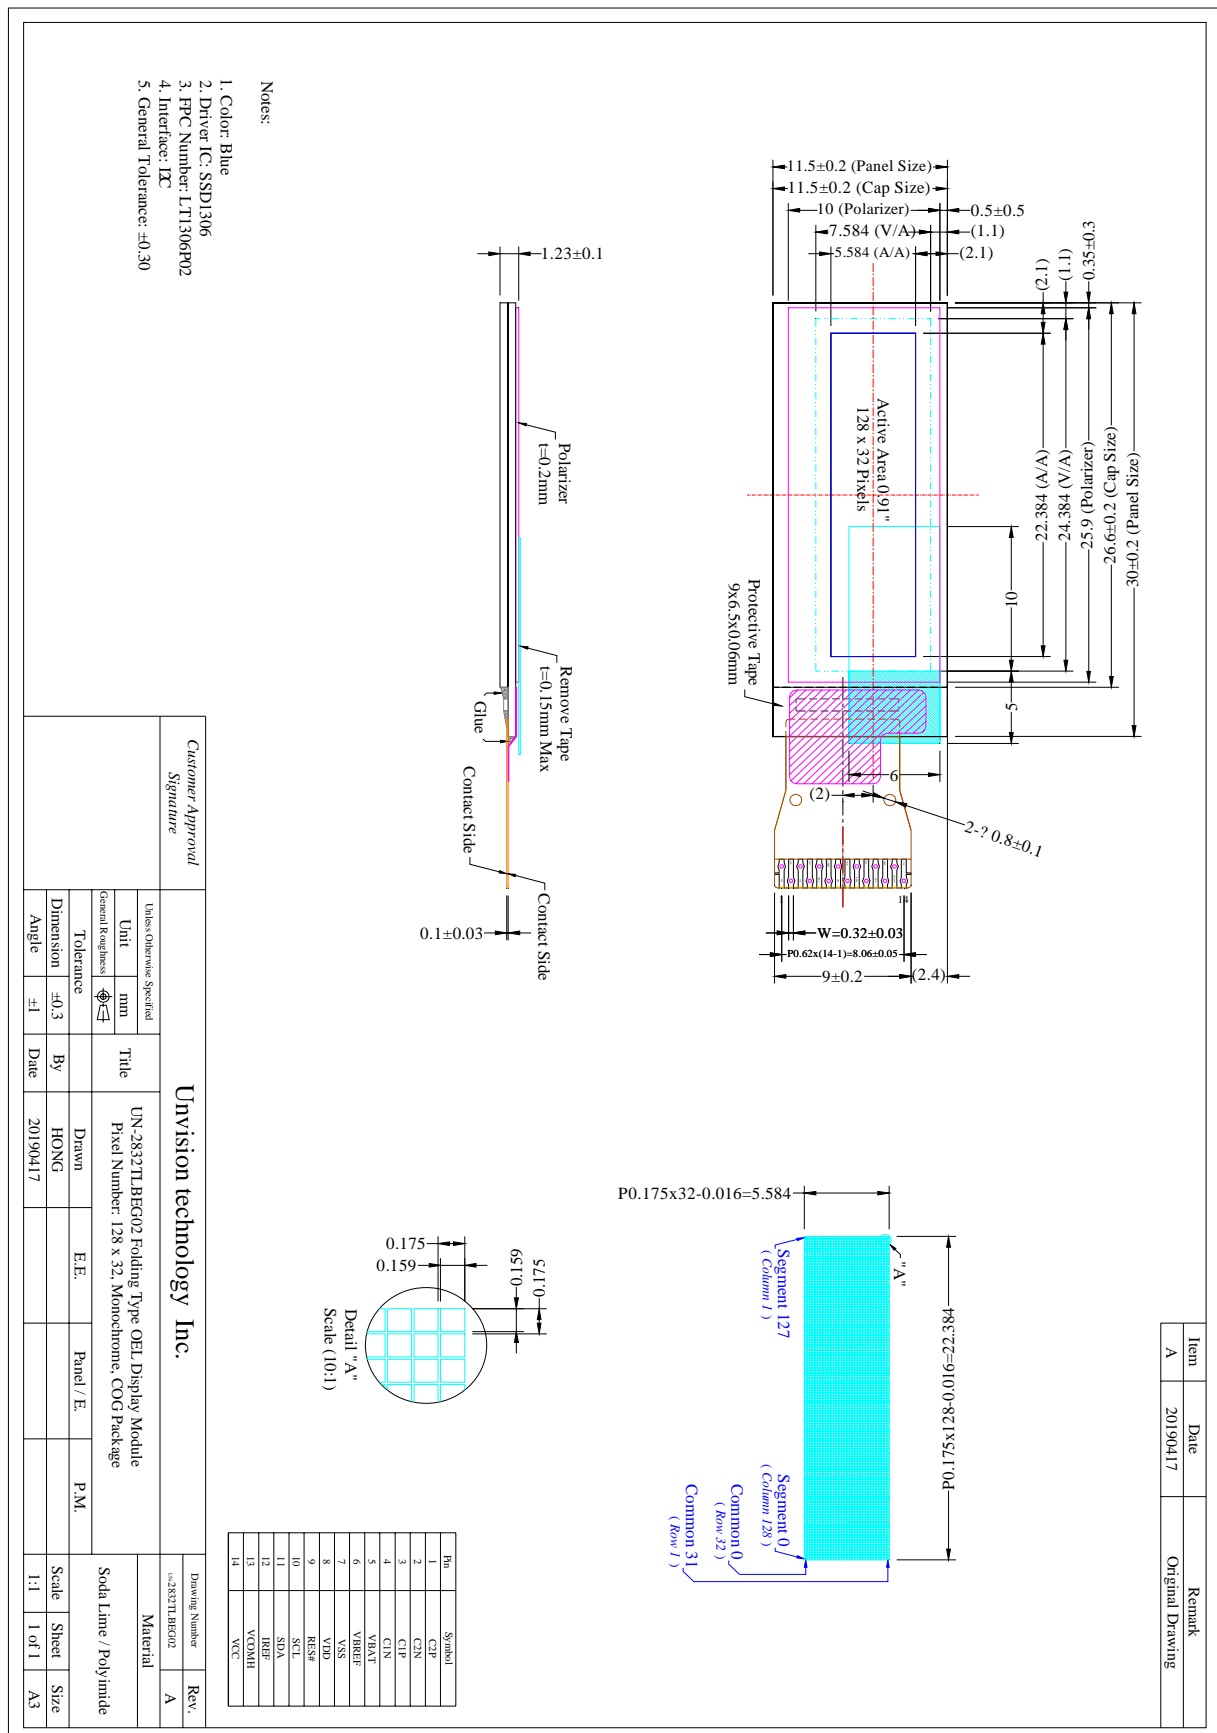 Item Date Remark
A 20190417 Original Drawing
30±0.2 (Panel Size)
26.6±0.2 (Cap Size)
25.9 (Polarizer)
24.384 (V/A)
22.384 (A/A)
0.35±0.3
(1.1)
(2.1)
11.5±0.2 (Panel Size)
11.5±0.2 (Cap Size)
10 (Polarizer)
0.5±0.5
7.584 (V/A)
(1.1)
5.584 (A/A)
(2.1)
Active Area 0.91"
128 x 32 Pixels
10
5
6
(2)
2-? 0.8±0.1
Protective Tape
9x6.5x0.06mm
1
14
W=0.32±0.03
P0.62x(14-1)=8.06±0.05
9±0.2
(2.4)
P0.175x128-0.016=22.384
P0.175x32-0.016=5.584
"A"
Segment 127
( Column 1 )
Segment 0
( Column 128 )
Common 0
( Row 32 )
Common 31
( Row 1 )
1.23±0.1
Polarizer
t=0.2mm
Remove Tape
t=0.15mm Max
Glue
Contact Side
Contact Side
0.1±0.03
0.175
0.159
0.175
0.159
Detail "A"
Scale (10:1)
Notes:
1. Color: Blue
2. Driver IC: SSD1306
3. FPC Number: LT1306P02
4. Interface: I2C
5. General Tolerance: ±0.30
Pin Symbol
1 C2P
2 C2N
3 C1P
4 C1N
5 VBAT
6 VBREF
7 VSS
8 VDD
9 RES#
10 SCL
11 SDA
12 IREF
13 VCOMH
14 VCC
Customer Approval
Signature
Unvision technology Inc.
Drawing Number Rev.
UN-2832TLBEG02 A
Unless Otherwise Specified
Unit mm
General Roughness
Tolerance
Dimension ±0.3
Angle ±1
Title
UN-2832TLBEG02 Folding Type OEL Display Module
Pixel Number: 128 x 32, Monochrome, COG Package
Material
Soda Lime / Polyimide
Drawn E.E. Panel / E. P.M.
By HONG
Date 20190417
Scale Sheet Size
1:1 1 of 1 A3